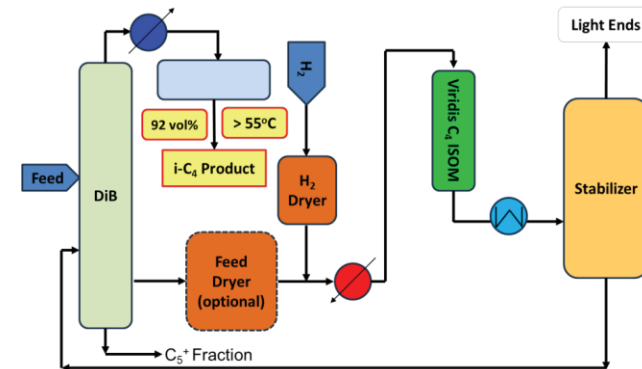 Light Ends
H₂
92 vol%
> 55°C
i-C₄ Product
Viridis C₄ ISOM
Feed
DiB
H₂
Dryer
Stabilizer
Feed
Dryer
(optional)
C₅⁺ Fraction